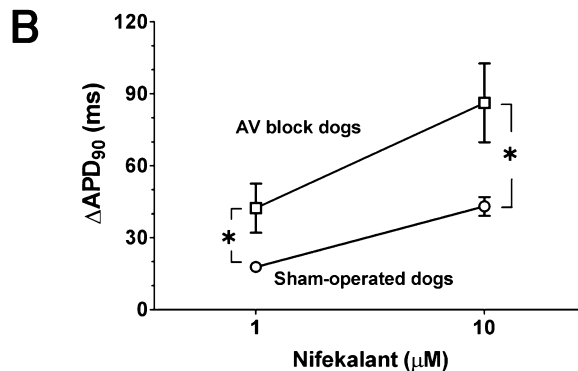 B
120
90
60
30
0
ΔAPD90 (ms)
AV block dogs
*
*
Sham-operated dogs
1
10
Nifekalant (μM)